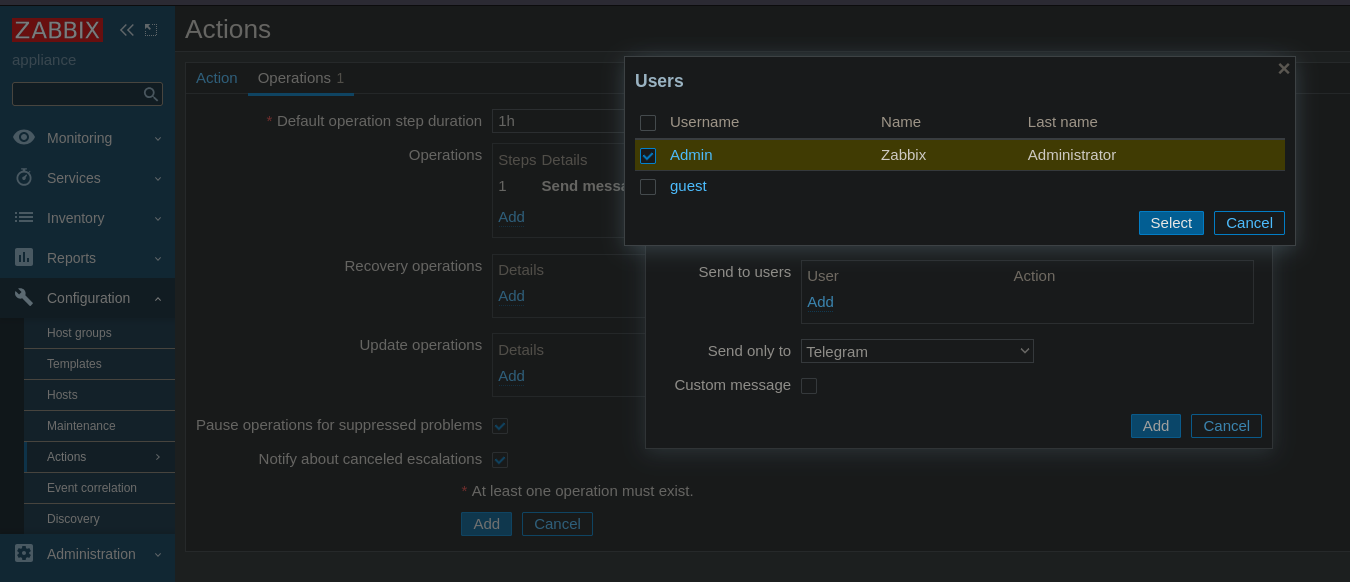 ZABBIX
appliance
Monitoring
Services
Inventory
Reports
Configuration
Host groups
Templates
Hosts
Maintenance
Actions
Event correlation
Discovery
Administration
Actions
Action Operations 1
* Default operation step duration 1h
Operations Steps Details
1 Send messa
Add
Recovery operations Details
Add
Update operations Details
Add
Pause operations for suppressed problems
Notify about canceled escalations
* At least one operation must exist.
Add Cancel
Users
Username Name Last name
Admin Zabbix Administrator
guest
Select Cancel
Send to users User Action
Add
Send only to Telegram
Custom message
Add Cancel